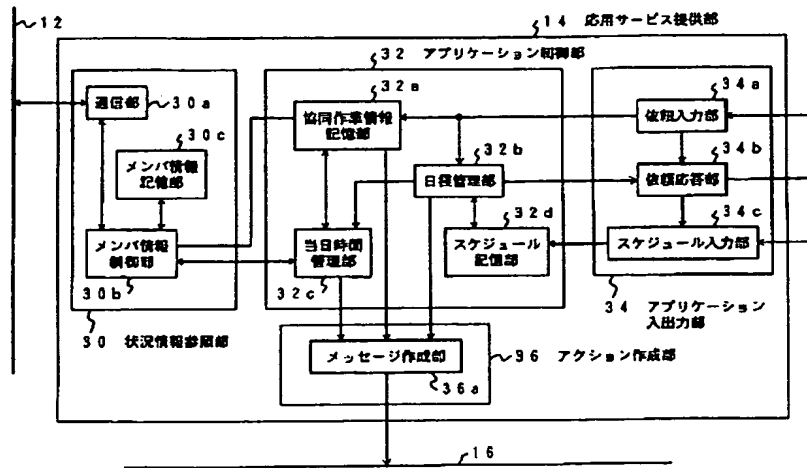 12
14 応用サービス提供部
32 アプリケーション制御部
30a
通信部
30c
メンバ情報
記憶部
メンバ情報
制御部
30b
30 状況情報参照部
32a
協同作業情報
記憶部
32b
日程管理部
32d
スケジュール
記憶部
当日時間
管理部
32c
34a
依頼入力部
34b
依頼応答部
34c
スケジュール入力部
34 アプリケーション
入出力部
メッセージ作成部
36a
36 アクション作成部
16